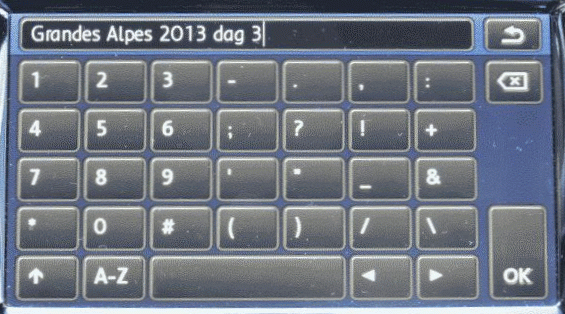 Grandes Alpes 2013 dag 3
1 2 3 - . , :
4 5 6 ; ? ! +
7 8 9 ' " _ &
* 0 # ( ) / \
A-Z OK